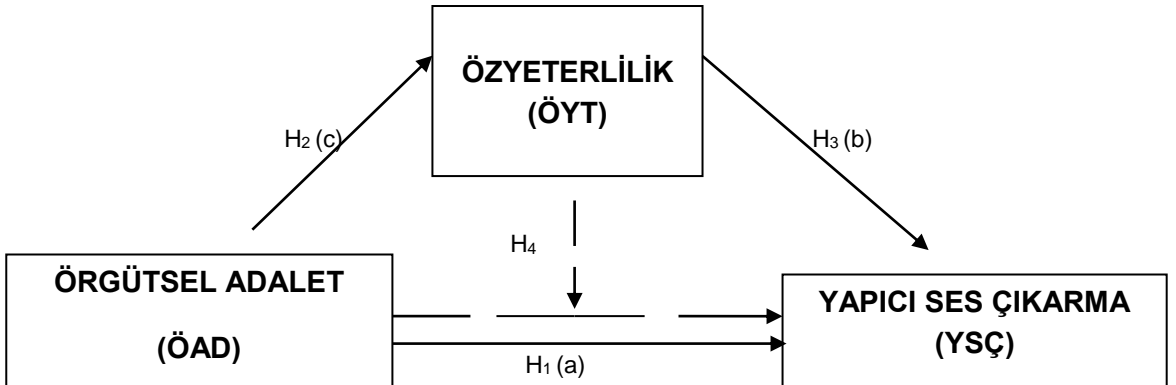 ÖZYETERLİLİK
(ÖYT)
H2 (c)
H3 (b)
H4
ÖRGÜTSEL ADALET
(ÖAD)
YAPICI SES ÇIKARMA
(YSÇ)
H1 (a)